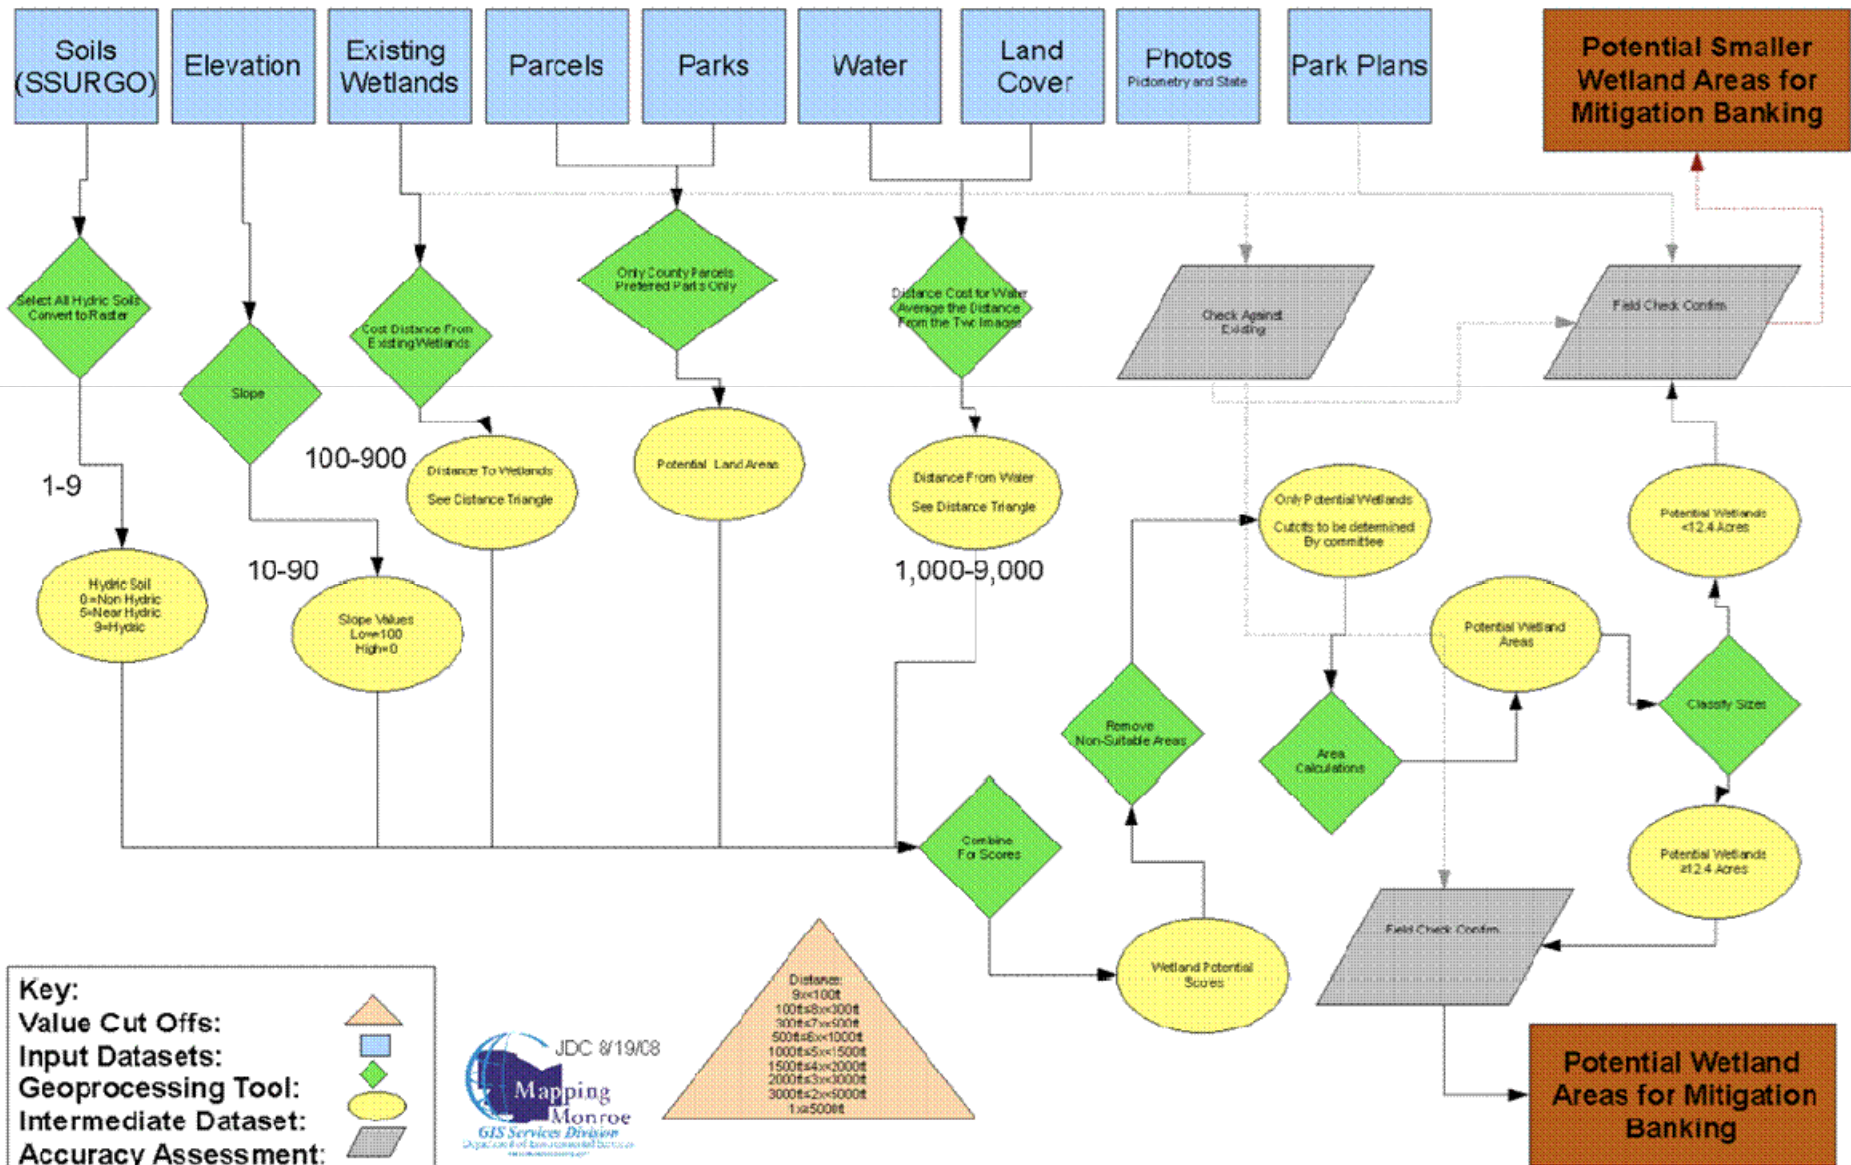 Soils
(SSURGO)
Elevation
Existing
Wetlands
Parcels
Parks
Water
Land
Cover
Photos
Pictometry and State
Park Plans
Potential Smaller
Wetland Areas for
Mitigation Banking
Select All Hydric Soils
Convert to Raster
Slope
Cost Distance From
Existing Wetlands
Only County Parcels
Preferred Parks Only
Distance Cost for Water
Average the Distance
From the Two Images
Check Against
Existing
Field Check Confirm
1-9
100-900
10-90
1,000-9,000
Distance To Wetlands
See Distance Triangle
Potential Land Areas
Distance From Water
See Distance Triangle
Only Potential Wetlands
Cutoffs to be determined
By committee
Potential Wetlands
<12.4 Acres
Hydric Soil
0=Non Hydric
5=Near Hydric
9=Hydric
Slope Values
Low=100
High=0
Potential Wetland
Areas
Remove
Non-Suitable Areas
Area
Calculations
Classify Sizes
Combine
For Scores
Potential Wetlands
≥12.4 Acres
Wetland Potential
Scores
Field Check Confirm
Potential Wetland
Areas for Mitigation
Banking
Distance:
9x<100ft
100ft≤8x<300ft
300ft≤7x<500ft
500ft≤6x<1000ft
1000ft≤5x<1500ft
1500ft≤4x<2000ft
2000ft≤3x<3000ft
3000ft≤2x<5000ft
1x≥5000ft
JDC 8/19/08
Mapping
Monroe
GIS Services Division
Department of Environmental Services
Key:
Value Cut Offs:
Input Datasets:
Geoprocessing Tool:
Intermediate Dataset:
Accuracy Assessment: